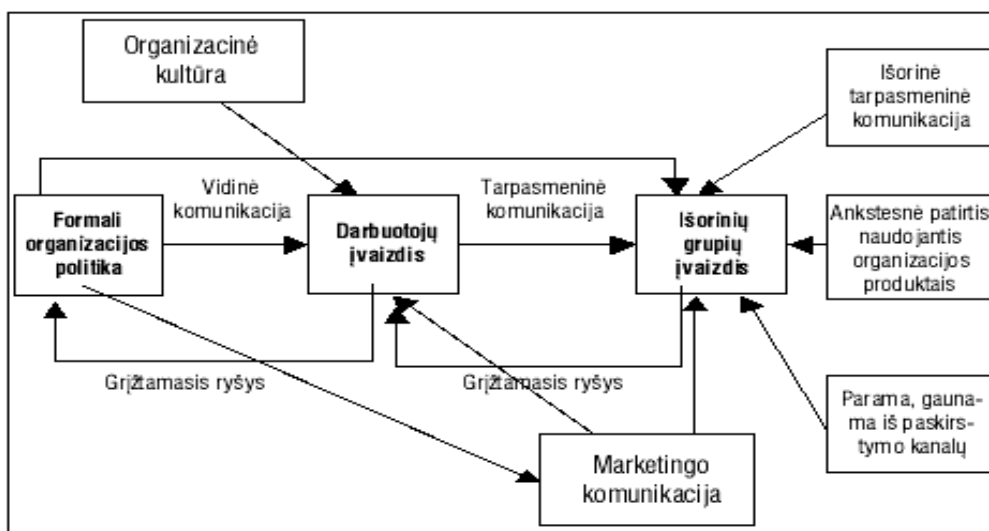 Organizacinė
kultūra
Išorinė
tarpasmeninė
komunikacija
Vidinė
komunikacija
Tarpasmeninė
komunikacija
Formali
organizacijos
politika
Darbuotojų
įvaizdis
Išorinių
grupių
įvaizdis
Ankstesnė patirtis
naudojantis
organizacijos
produktais
Grįžtamasis ryšys
Grįžtamasis ryšys
Parama, gauna-
ma iš paskirs-
tymo kanalų
Marketingo
komunikacija